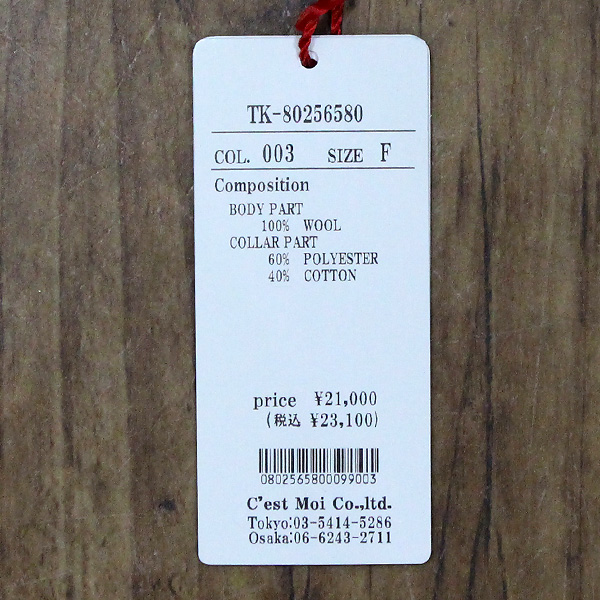 TK-80256580
COL. 003 SIZE F
Composition
BODY PART
100% WOOL
COLLAR PART
60% POLYESTER
40% COTTON
price ¥21,000
(税込 ¥23,100)
0802565800099003
C'est Moi Co.,ltd.
Tokyo:03-5414-5286
Osaka:06-6243-2711